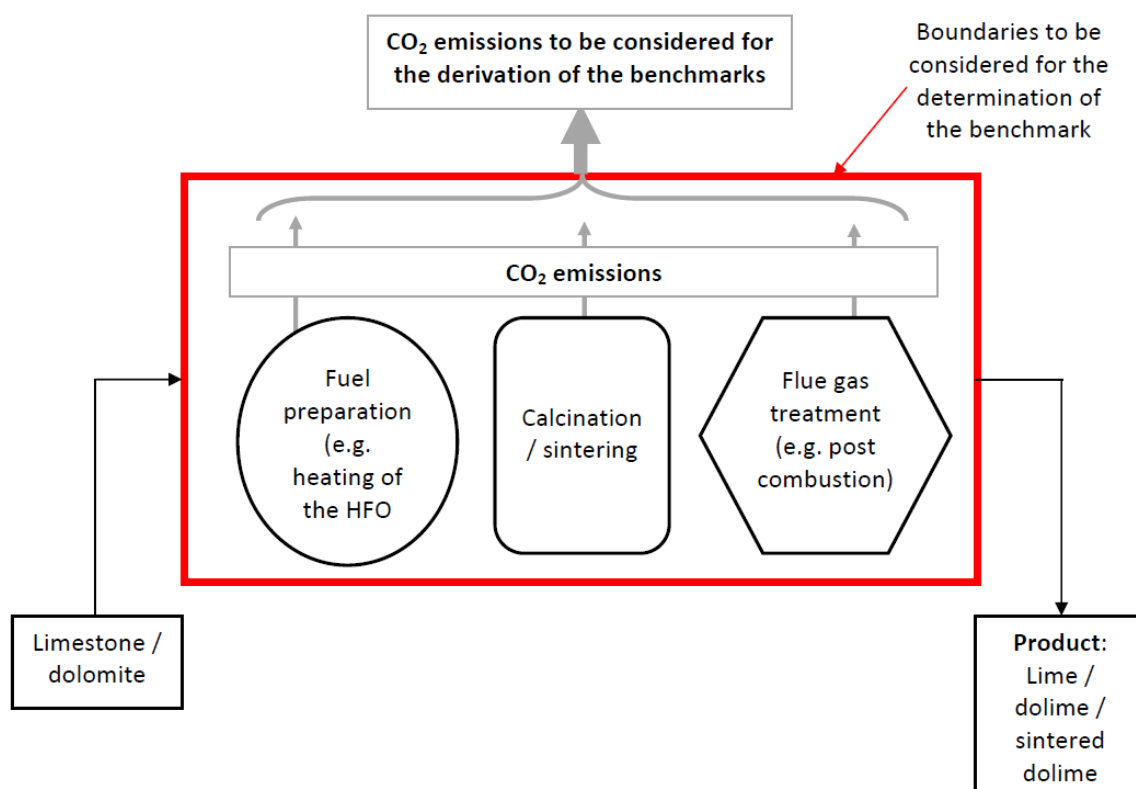 CO₂ emissions to be considered for
the derivation of the benchmarks
Boundaries to be
considered for the
determination of
the benchmark
CO₂ emissions
Fuel
preparation
(e.g.
heating of
the HFO
Calcination
/ sintering
Flue gas
treatment
(e.g. post
combustion)
Limestone /
dolomite
Product:
Lime /
dolime /
sintered
dolime